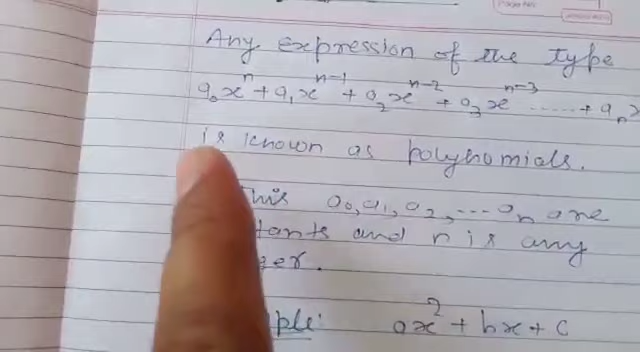 Any expression of the type
a₀xⁿ + a₁xⁿ⁻¹ + a₂xⁿ⁻² + a₃xⁿ⁻³ ...... + aₙx
is known as polynomials.
a₀, a₁, a₂, ... aₙ are
and n is any
ax² + bx + c